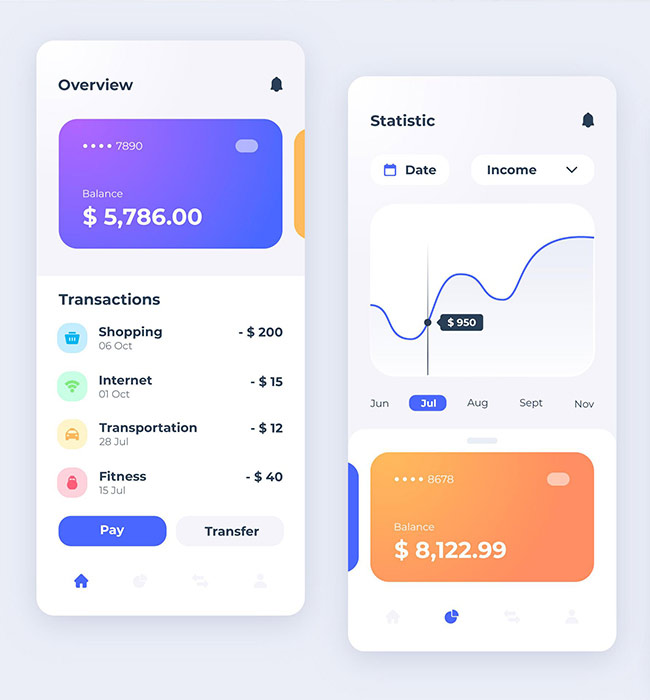 Overview
•••• 7890
Balance
$ 5,786.00
Transactions
Shopping - $ 200
06 Oct
Internet - $ 15
01 Oct
Transportation - $ 12
28 Jul
Fitness - $ 40
15 Jul
Pay Transfer
Statistic
Date Income
$ 950
Jun Jul Aug Sept Nov
•••• 8678
Balance
$ 8,122.99